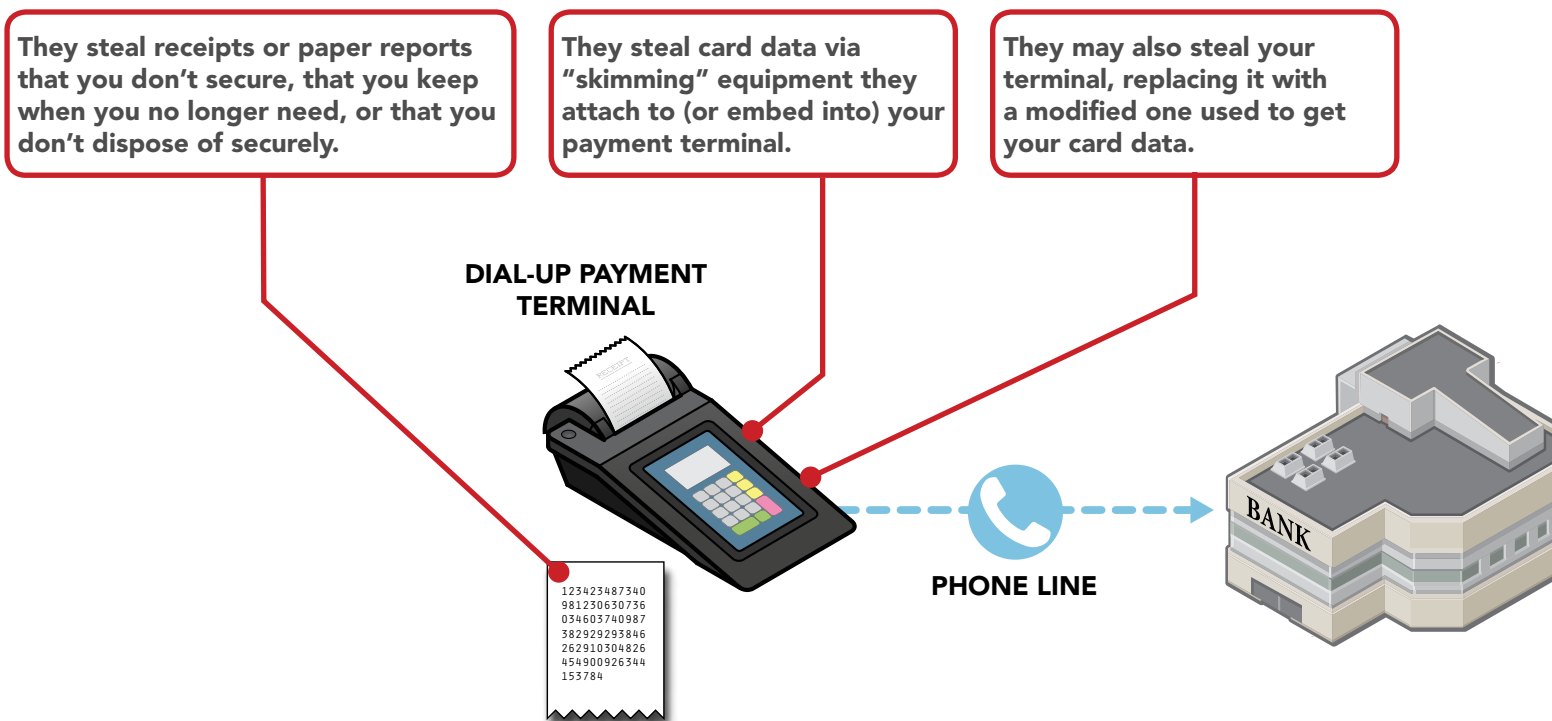 They steal receipts or paper reports
that you don’t secure, that you keep
when you no longer need, or that you
don’t dispose of securely.
They steal card data via
“skimming” equipment they
attach to (or embed into) your
payment terminal.
They may also steal your
terminal, replacing it with
a modified one used to get
your card data.
DIAL-UP PAYMENT
TERMINAL
RECEIPT
BANK
PHONE LINE
123423487340
981230630736
034603740987
382929293846
262910304826
454900926344
153784